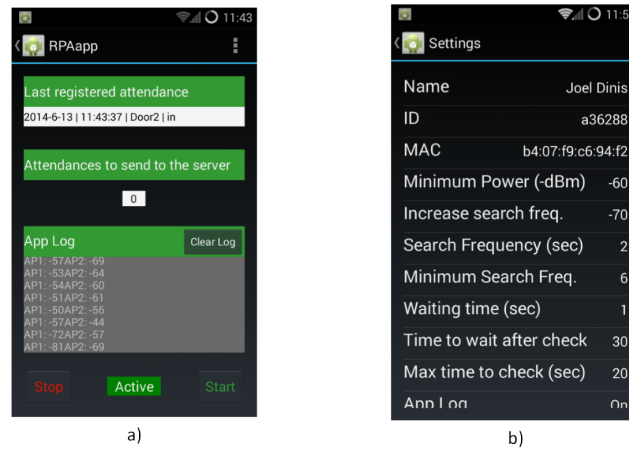 11:43
RPAapp
Last registered attendance
2014-6-13 | 11:43:37 | Door2 | in
Attendances to send to the server
0
App Log
Clear Log
AP1: -57AP2: -69
AP1: -53AP2: -64
AP1: -54AP2: -60
AP1: -51AP2: -61
AP1: -50AP2: -56
AP1: -57AP2: -44
AP1: -72AP2: -57
AP1: -81AP2: -69
Stop
Active
Start
a)
11:5
Settings
Name Joel Dinis
ID a36288
MAC b4:07:f9:c6:94:f2
Minimum Power (-dBm) -60
Increase search freq. -70
Search Frequency (sec) 2
Minimum Search Freq. 6
Waiting time (sec) 1
Time to wait after check 30
Max time to check (sec) 20
App Log On
b)